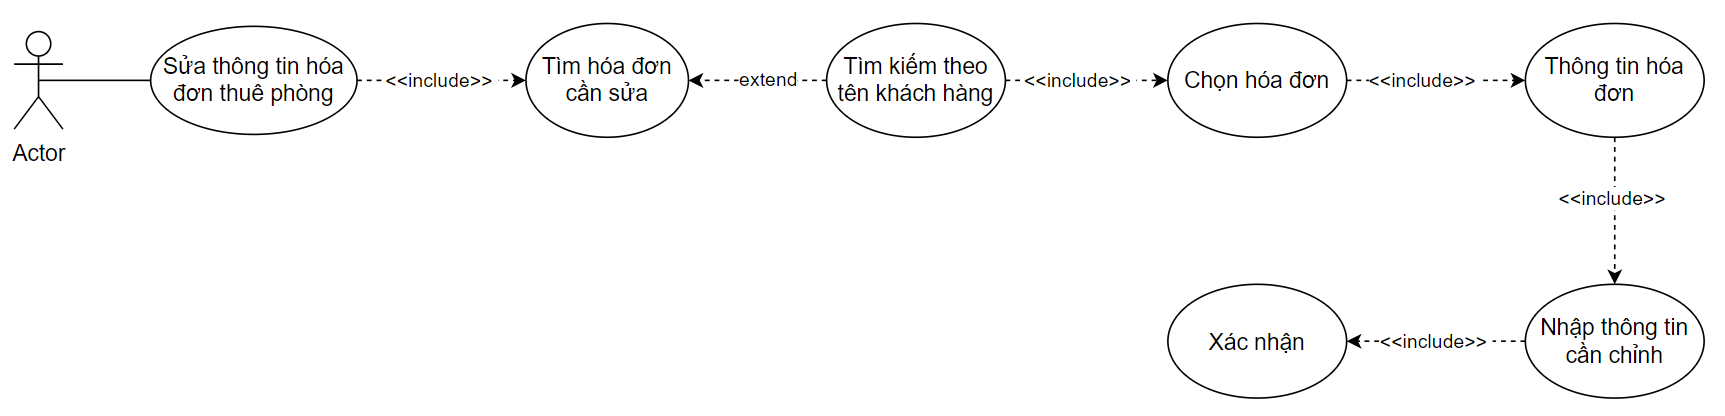 Sửa thông tin hóa
đơn thuê phòng
<<include>>
Tìm hóa đơn
cần sửa
extend
Tìm kiếm theo
tên khách hàng
<<include>>
Chọn hóa đơn
<<include>>
Thông tin hóa
đơn
Actor
<<include>>
Xác nhận
<<include>>
Nhập thông tin
cần chỉnh